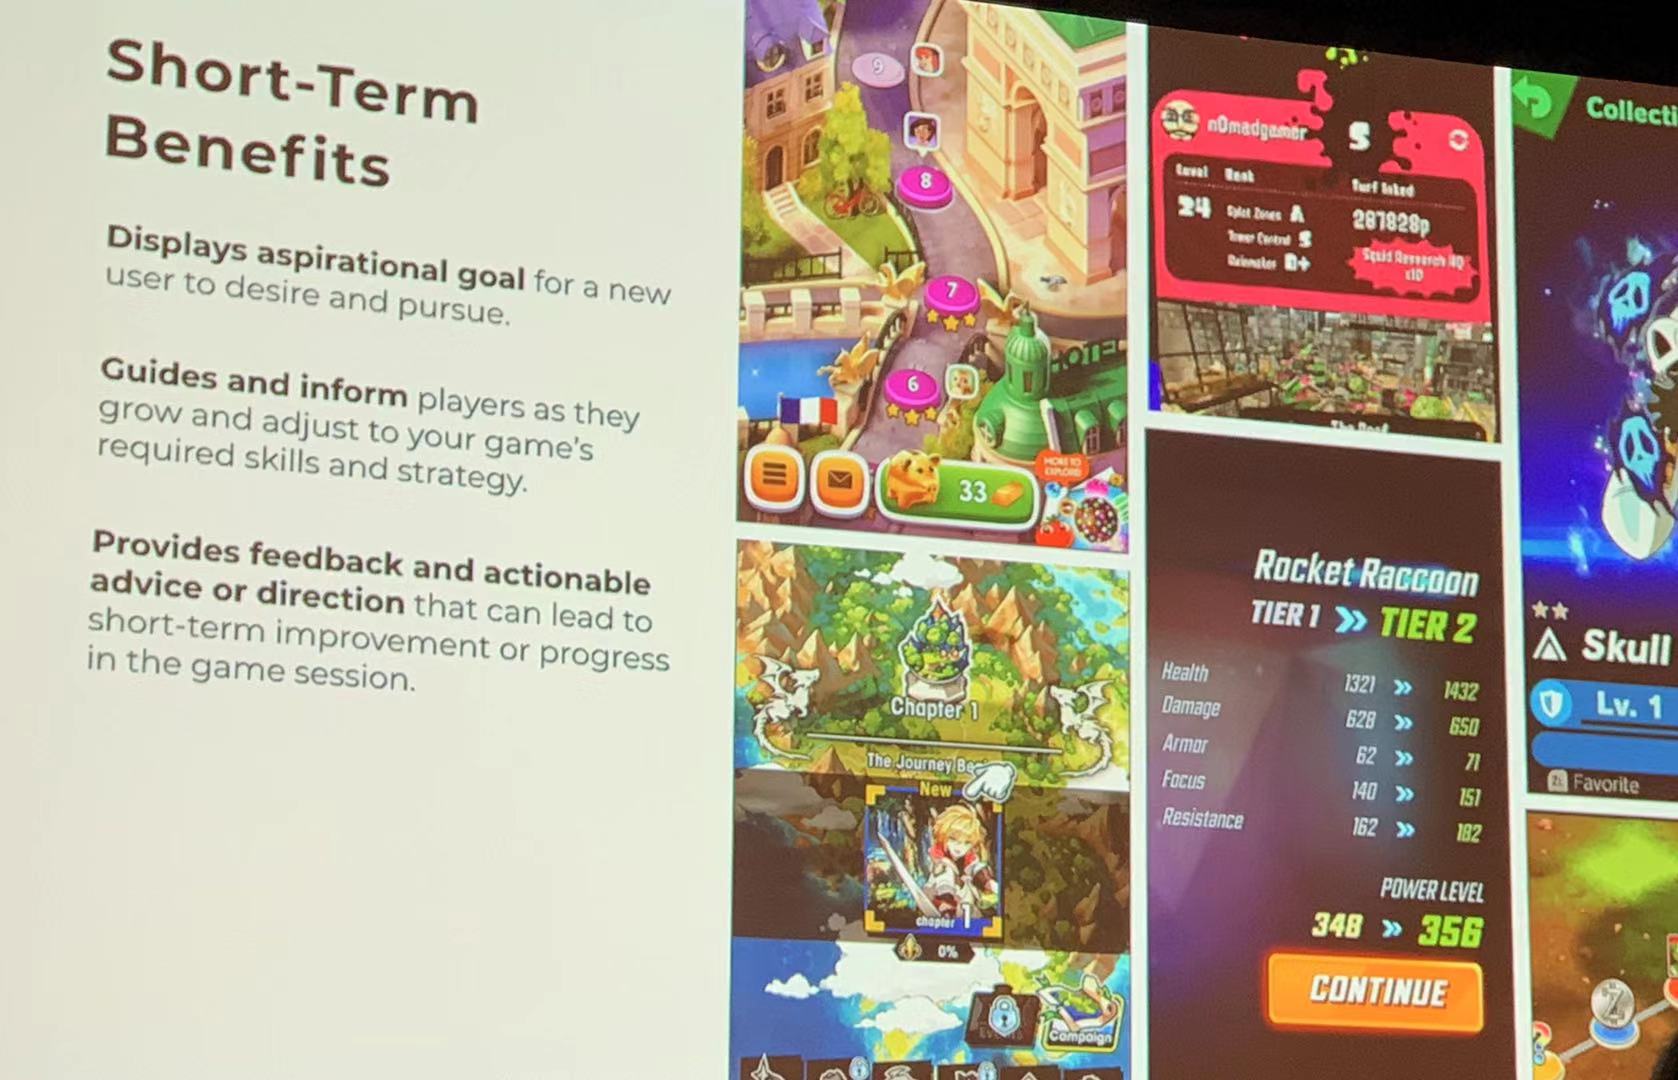 Short-Term
Benefits
Displays aspirational goal for a new
user to desire and pursue.
Guides and inform players as they
grow and adjust to your game's
required skills and strategy.
Provides feedback and actionable
advice or direction that can lead to
short-term improvement or progress
in the game session.
9
8
7
6
HOTEL
MORE TO
EXPLORE!
33
Chapter 1
The Journey Be
New
chapter 1
0%
Campaign
n0madgamer
S
Level Rank
Turf Inked
24
Splat Zones A
287828p
Tower Control S
Rainmaker
Squid Research HQ
x10
Rocket Raccoon
TIER 1 >> TIER 2
Health 1321 >> 1432
Damage 628 >> 650
Armor 62 >> 71
Focus 140 >> 151
Resistance 162 >> 182
POWER LEVEL
348 >> 356
CONTINUE
Collecti
Skull
Lv. 1
Favorite
Z